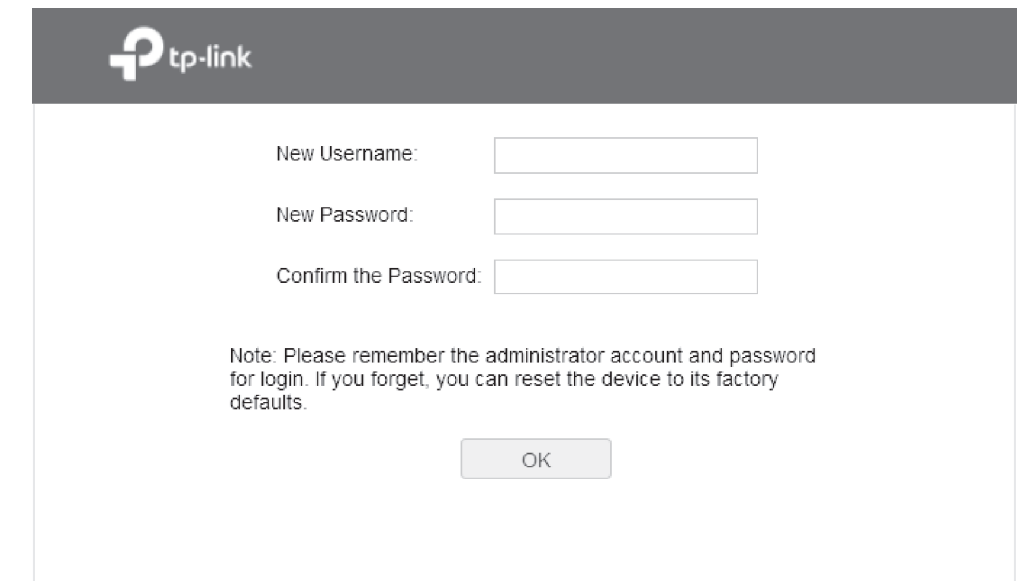 tp-link
New Username:
New Password:
Confirm the Password:
Note: Please remember the administrator account and password
for login. If you forget, you can reset the device to its factory
defaults.
OK